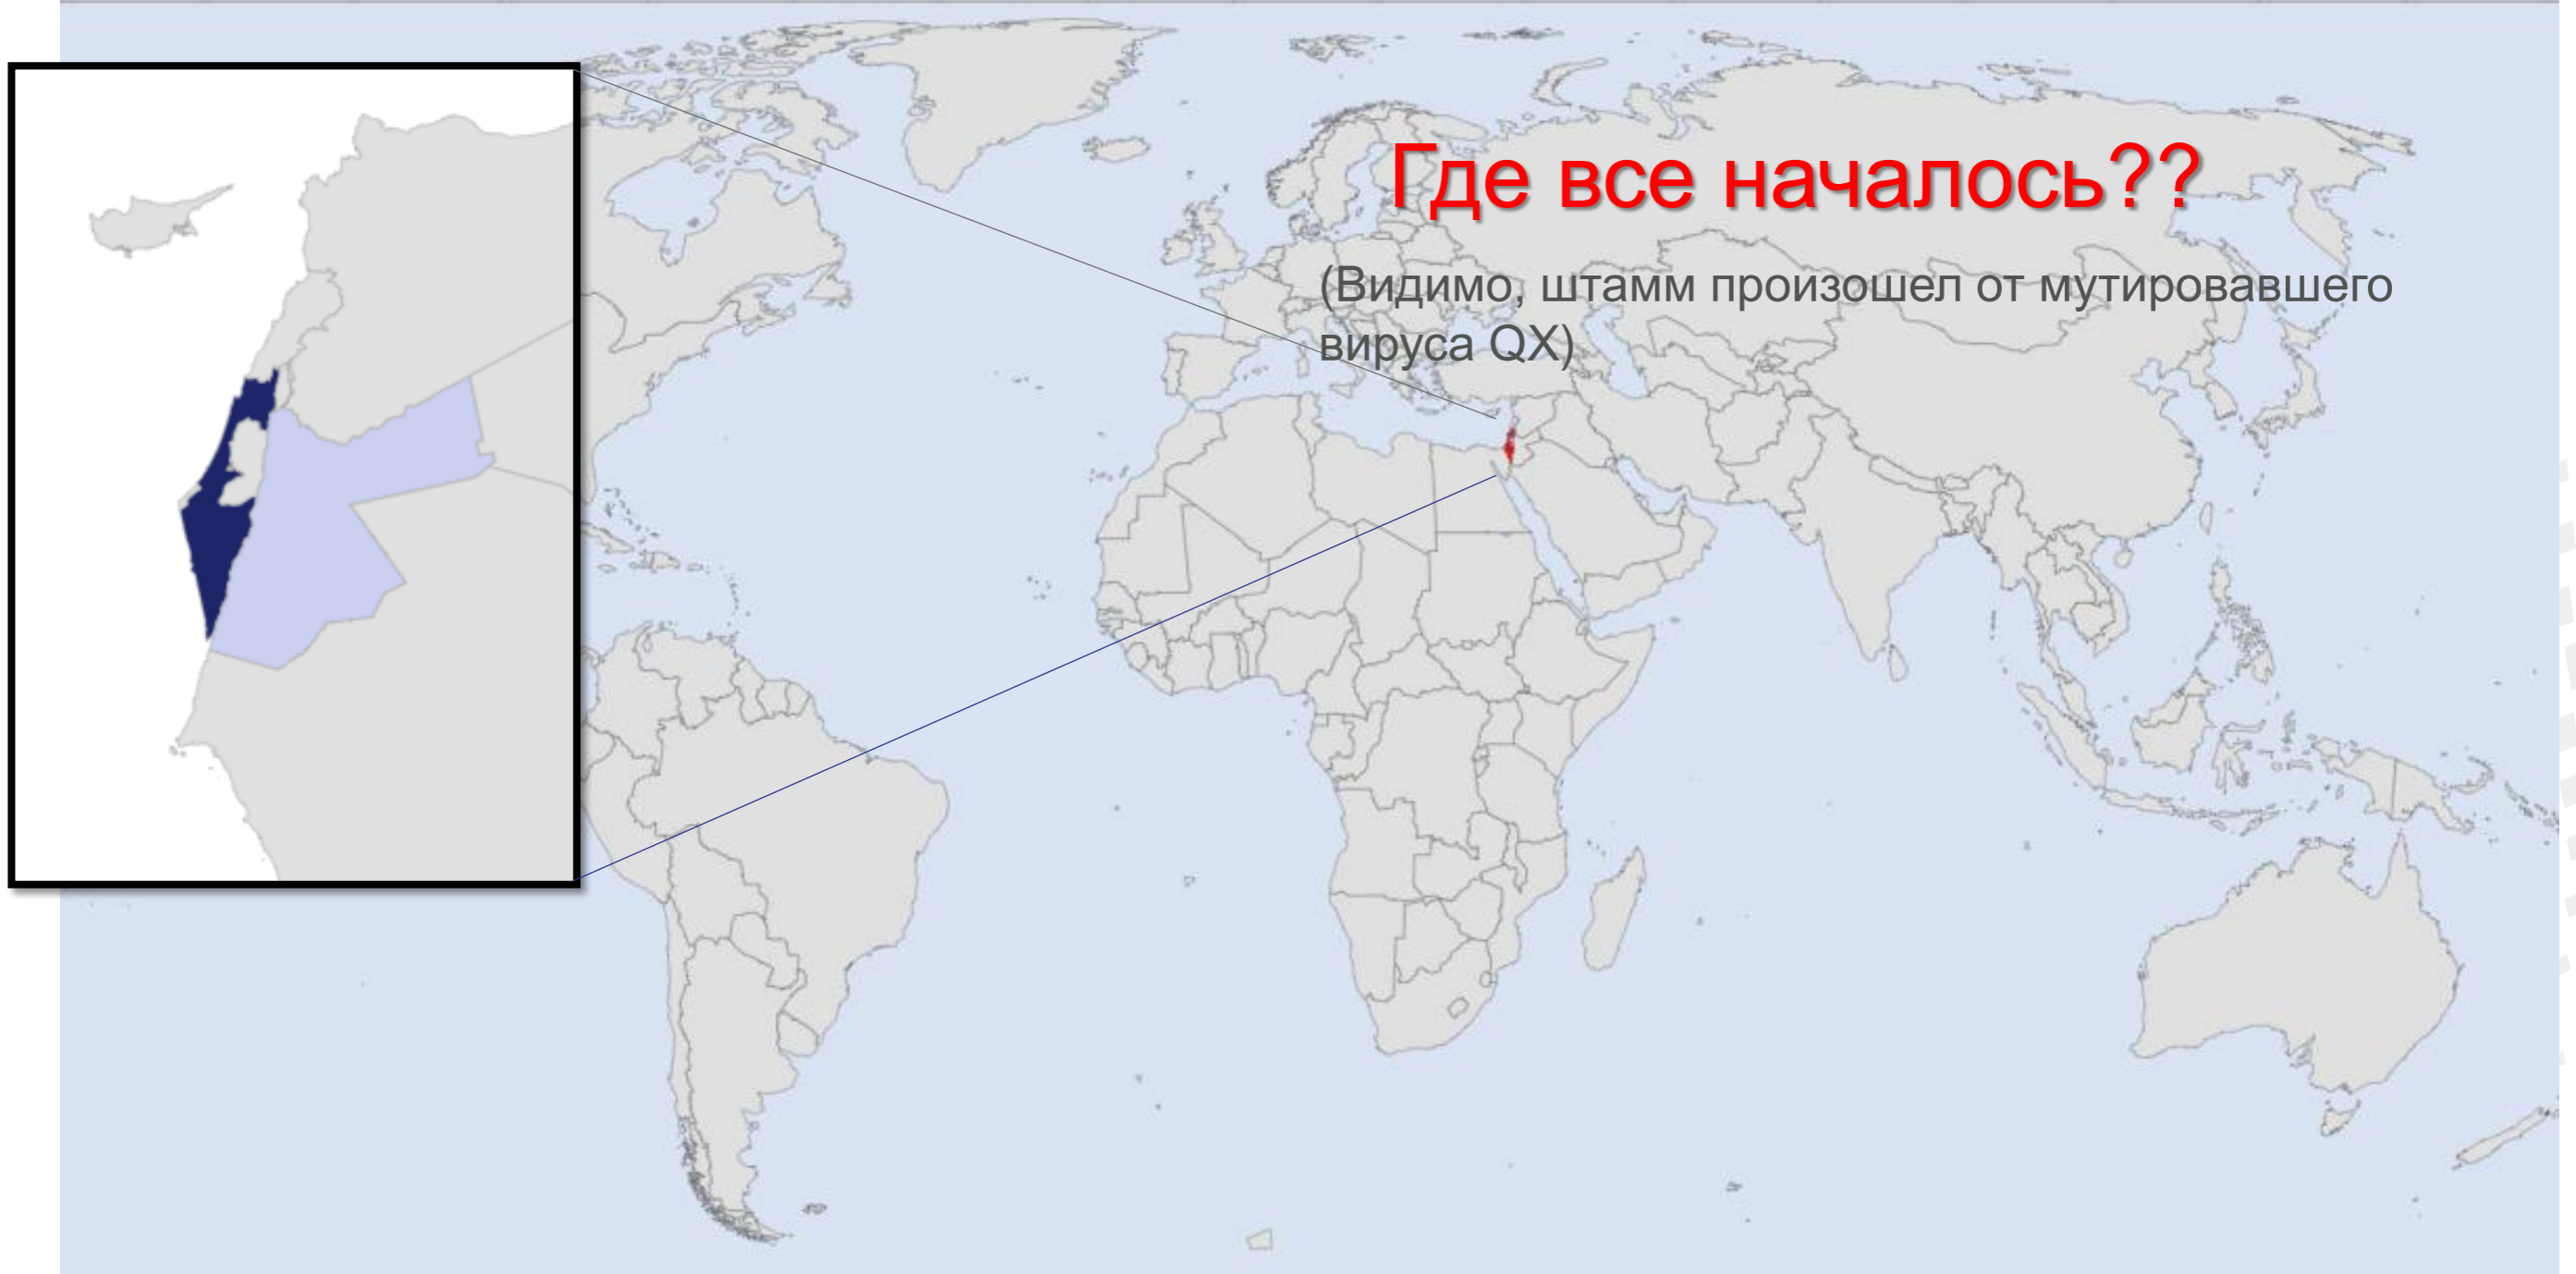 Где все началось??
(Видимо, штамм произошел от мутировавшего
вируса QX)